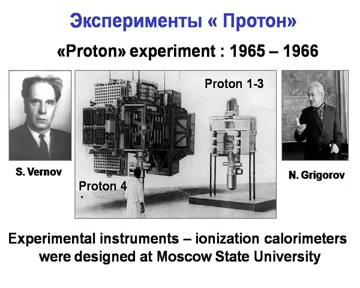 Эксперименты « Протон»
«Proton» experiment : 1965 – 1966
Proton 1-3
S. Vernov
Proton 4
N. Grigorov
Experimental instruments – ionization calorimeters
were designed at Moscow State University